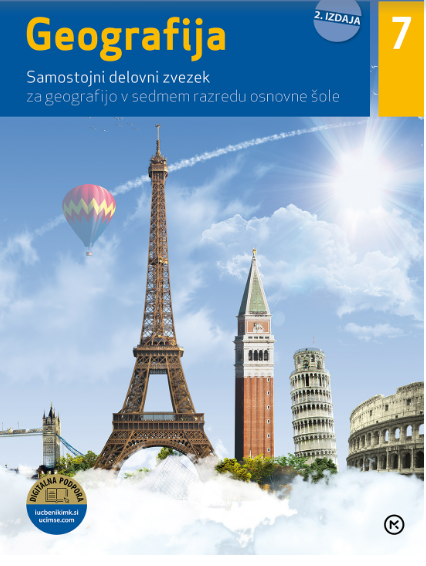 2. IZDAJA
Geografija
7
Samostojni delovni zvezek
za geografijo v sedmem razredu osnovne šole
DIGITALNA PODPORA
iucbenikimk.si
ucimse.com